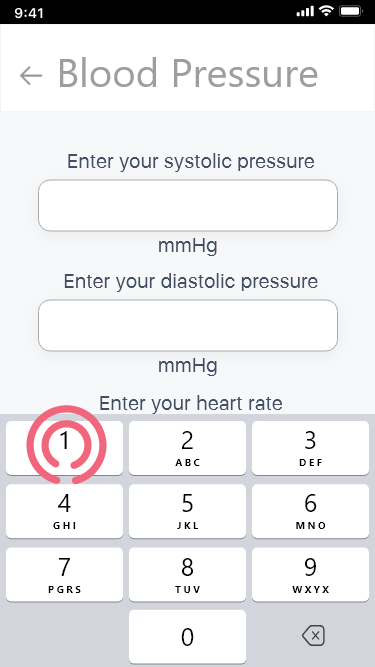 9:41
Blood Pressure
Enter your systolic pressure
mmHg
Enter your diastolic pressure
mmHg
Enter your heart rate
1 2 3
ABC DEF
4 5 6
GHI JKL MNO
7 8 9
PGRS TUV WXYX
0